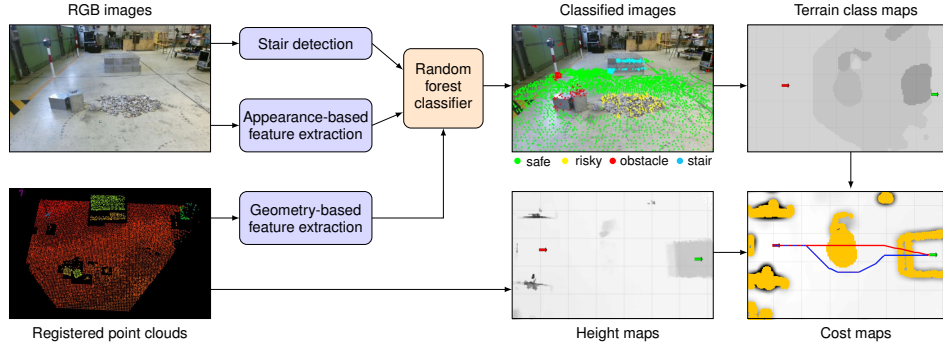 RGB images
Classified images
Terrain class maps
Stair detection
Random
forest
classifier
Appearance-based
feature extraction
safe
risky
obstacle
stair
Geometry-based
feature extraction
Registered point clouds
Height maps
Cost maps